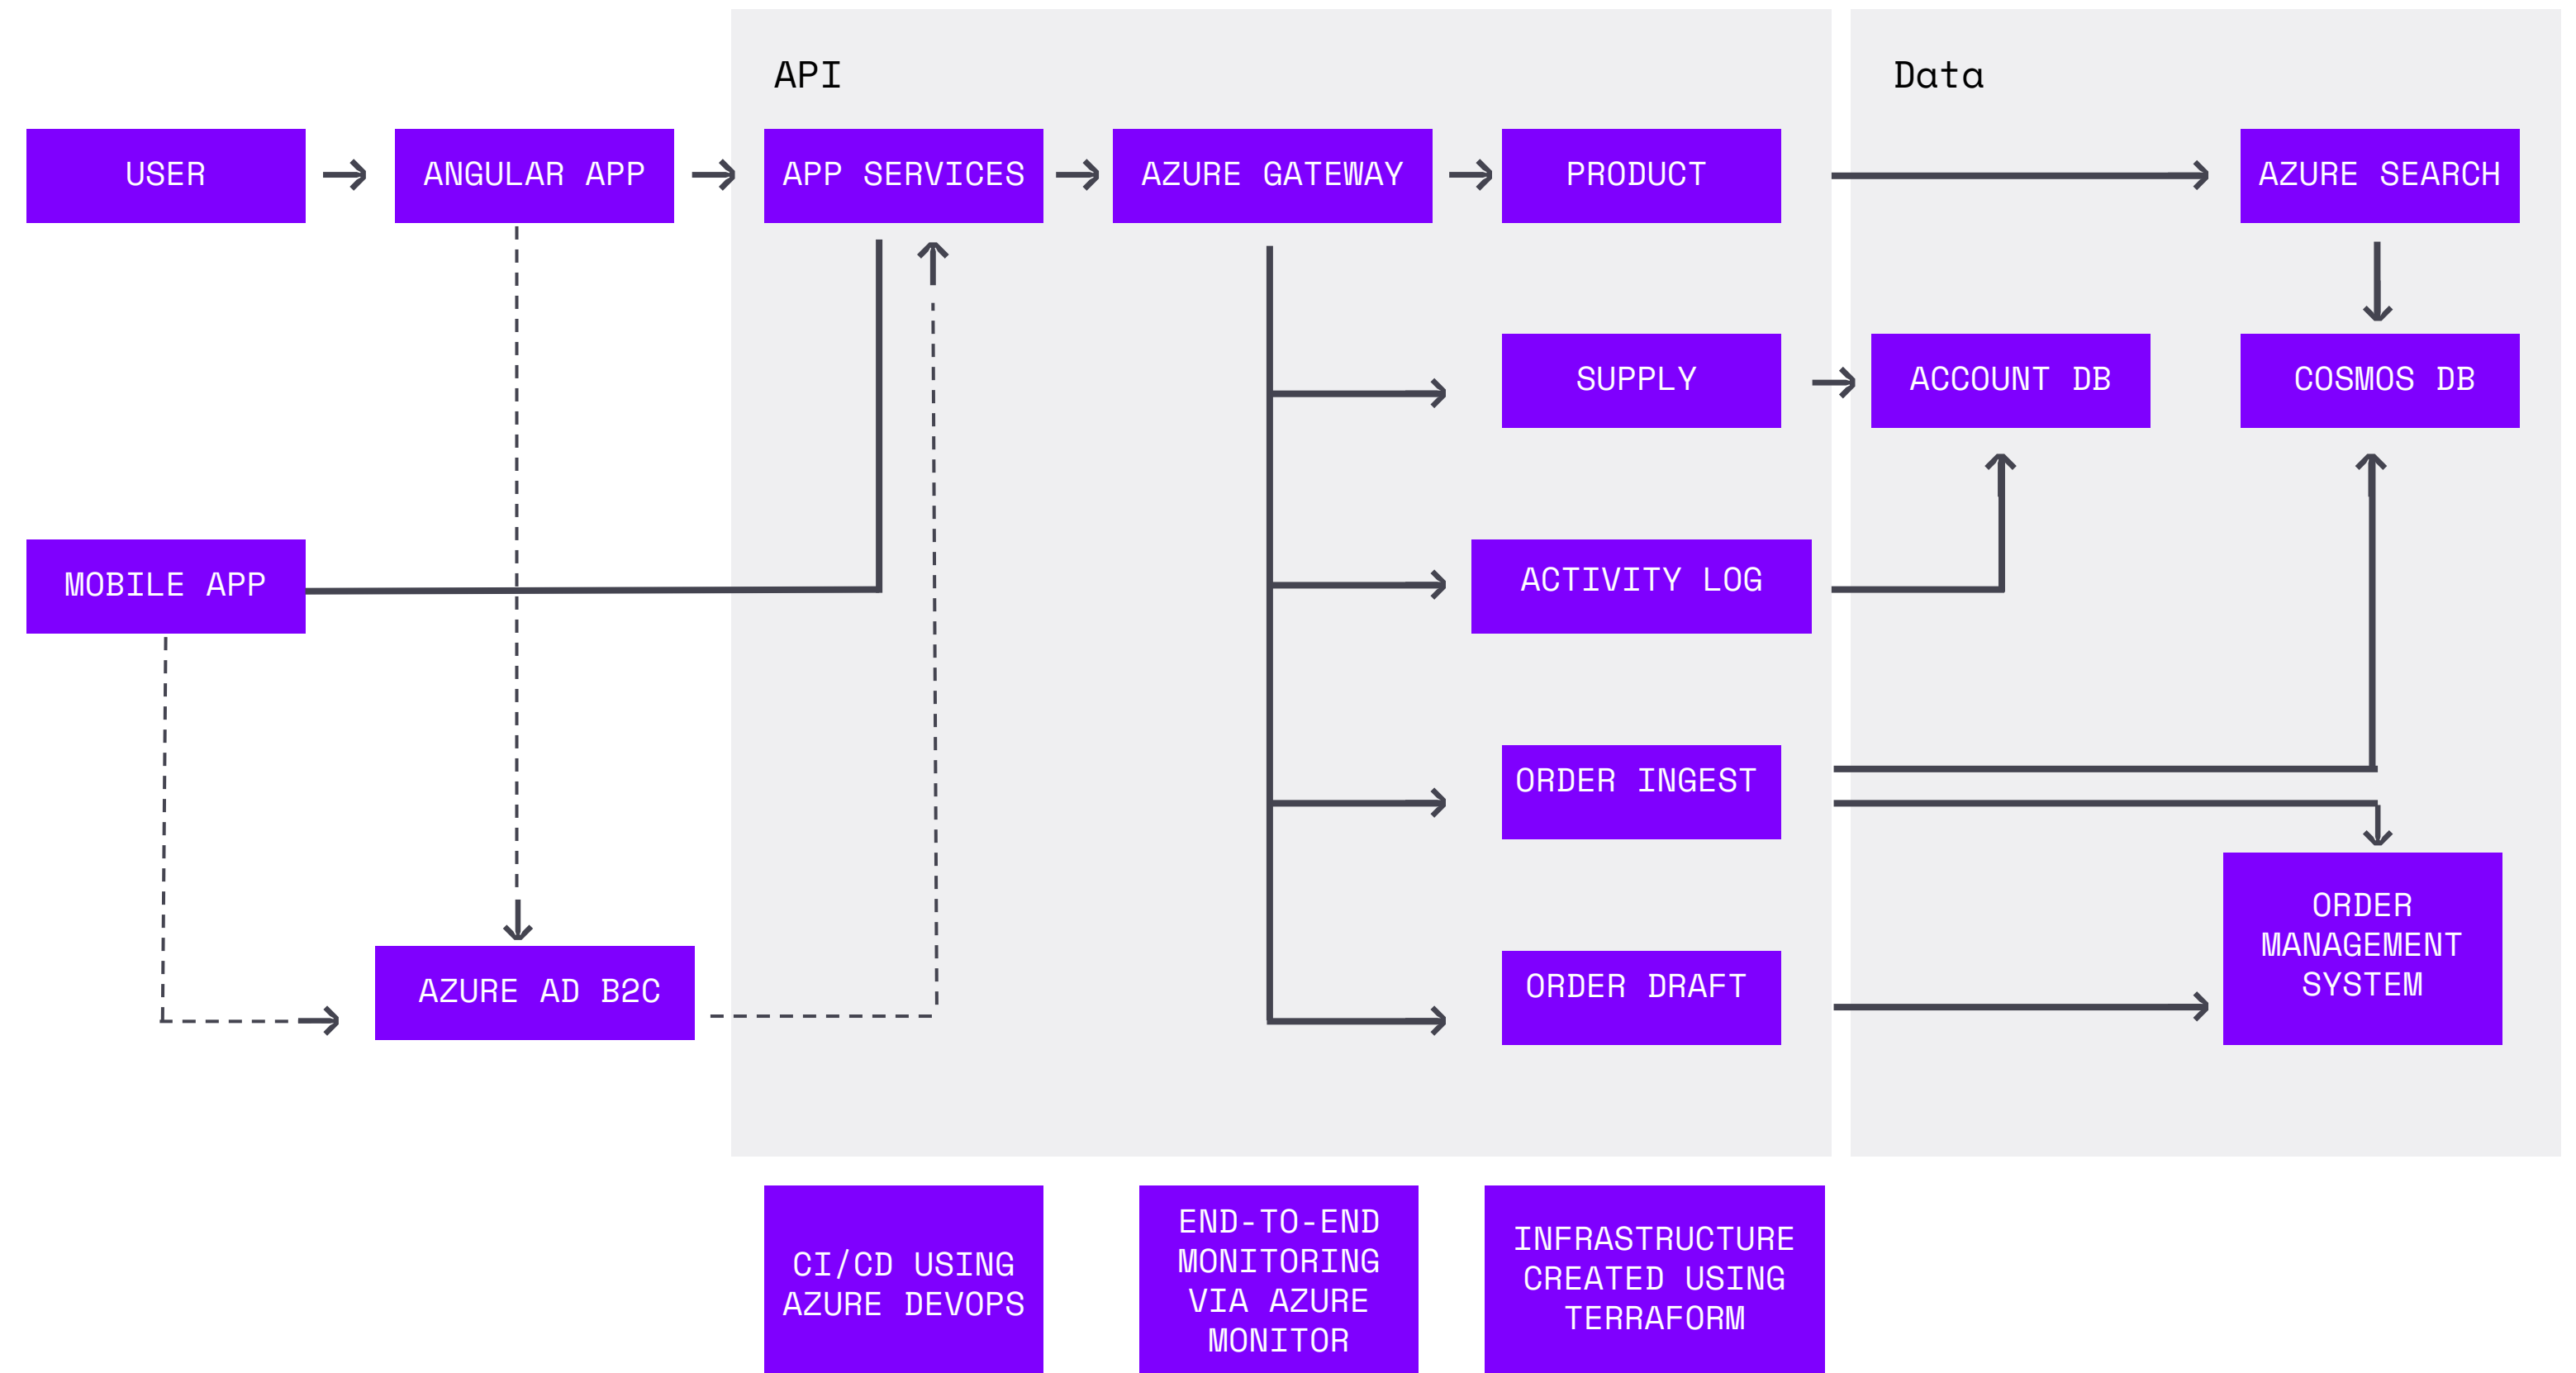 API
Data
USER
ANGULAR APP
APP SERVICES
AZURE GATEWAY
PRODUCT
AZURE SEARCH
SUPPLY
ACCOUNT DB
COSMOS DB
MOBILE APP
ACTIVITY LOG
ORDER INGEST
ORDER
MANAGEMENT
SYSTEM
AZURE AD B2C
ORDER DRAFT
CI/CD USING
AZURE DEVOPS
END-TO-END
MONITORING
VIA AZURE
MONITOR
INFRASTRUCTURE
CREATED USING
TERRAFORM